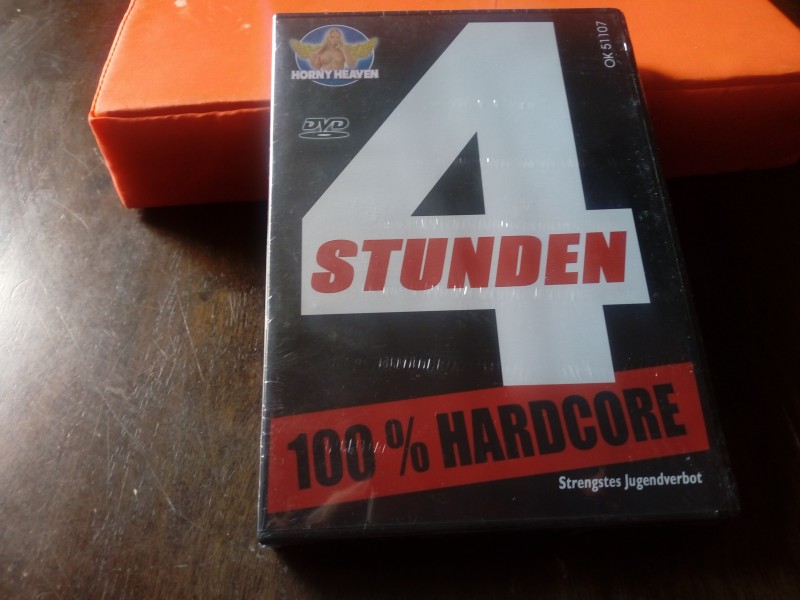 HORNY HEAVEN
OK 51107
DVD
4
STUNDEN
100 % HARDCORE
Strengstes Jugendverbot